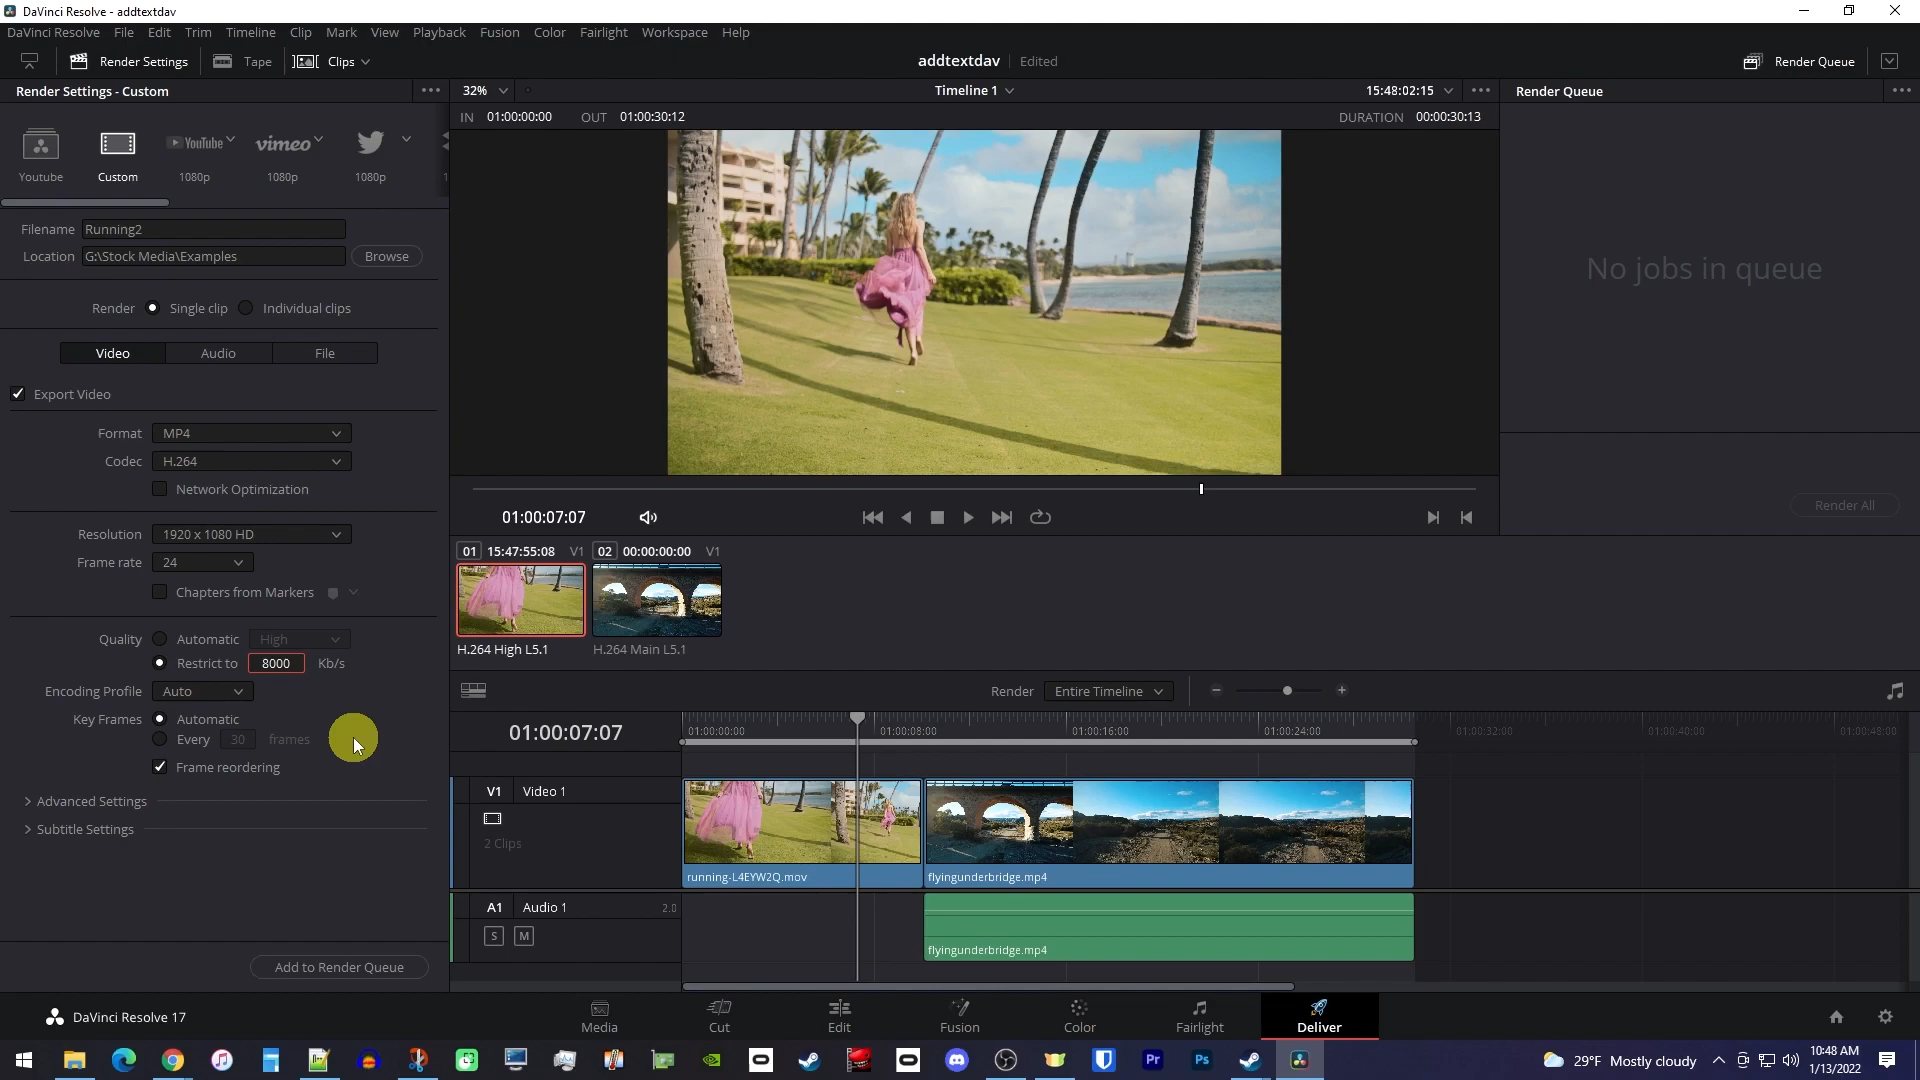 DaVinci Resolve - addtextdav
DaVinci Resolve File Edit Trim Timeline Clip Mark View Playback Fusion Color Fairlight Workspace Help
Render Settings Tape Clips addtextdav Edited Render Queue
Render Settings - Custom 32% Timeline 1 15:48:02:15 Render Queue
IN 01:00:00:00 OUT 01:00:30:12 DURATION 00:00:30:13
YouTube vimeo
Youtube Custom 1080p 1080p 1080p
Filename Running2
Location G:\Stock Media\Examples Browse
No jobs in queue
Render Single clip Individual clips
Video Audio File
Export Video
Format MP4
Codec H.264
Network Optimization
Render All
01:00:07:07
Resolution 1920 x 1080 HD
Frame rate 24
Chapters from Markers
01 15:47:55:08 V1 02 00:00:00:00 V1
H.264 High L5.1 H.264 Main L5.1
Quality Automatic High
Restrict to 8000 Kb/s
Encoding Profile Auto
Key Frames Automatic
Every 30 frames
Frame reordering
Advanced Settings
Subtitle Settings
Add to Render Queue
Render Entire Timeline
01:00:07:07 01:00:00:00 01:00:08:00 01:00:16:00 01:00:24:00 01:00:32:00 01:00:40:00 01:00:48:00
V1 Video 1
2 Clips
running-L4EYW2Q.mov flyingunderbridge.mp4
A1 Audio 1 2.0
S M
flyingunderbridge.mp4
DaVinci Resolve 17 Media Cut Edit Fusion Color Fairlight Deliver
Pr Ps 29°F Mostly cloudy 10:48 AM
1/13/2022